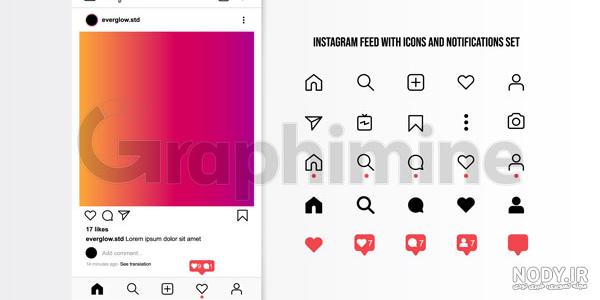 everglow.std
17 likes
everglow.std Lorem ipsum dolor sit amet
Add comment...
14 minutes ago See translation
9 1
INSTAGRAM FEED WITH ICONS AND NOTIFICATIONS SET
7 7 7
Graphimine
NODY.IR